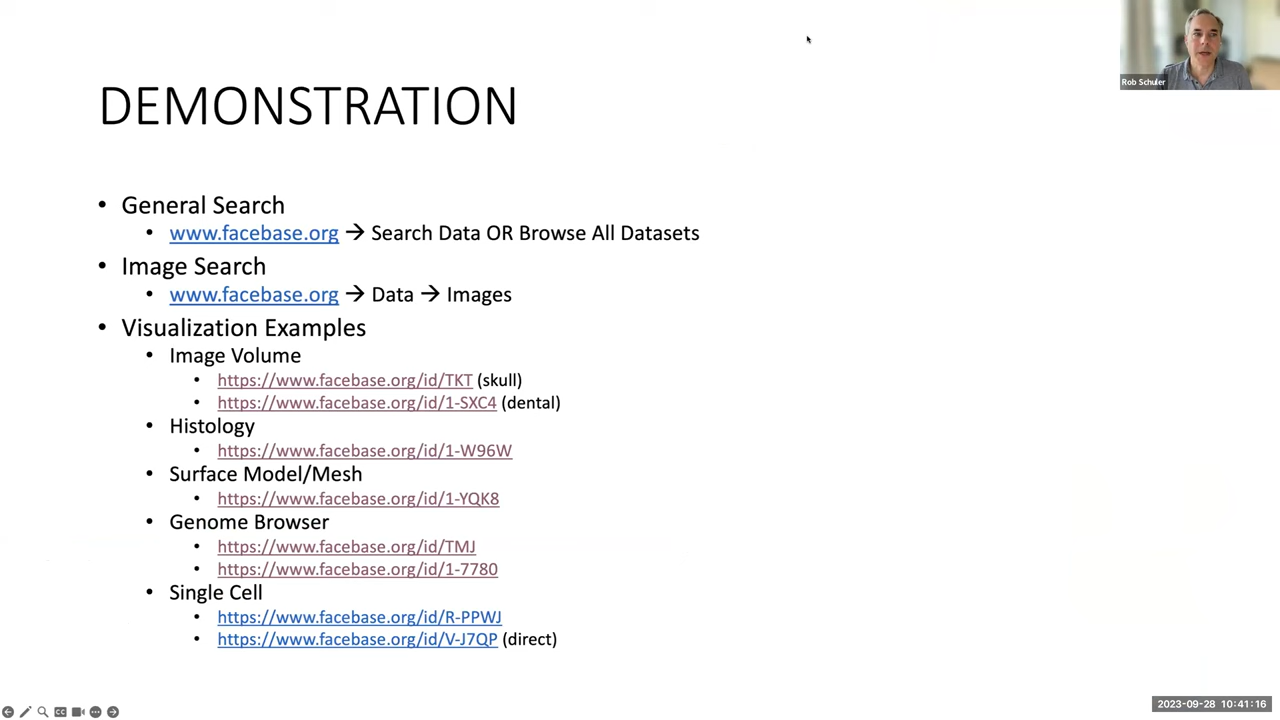 Rob Schuler
DEMONSTRATION
• General Search
• www.facebase.org → Search Data OR Browse All Datasets
• Image Search
• www.facebase.org → Data → Images
• Visualization Examples
• Image Volume
• https://www.facebase.org/id/TKT (skull)
• https://www.facebase.org/id/1-SXC4 (dental)
• Histology
• https://www.facebase.org/id/1-W96W
• Surface Model/Mesh
• https://www.facebase.org/id/1-YQK8
• Genome Browser
• https://www.facebase.org/id/TMJ
• https://www.facebase.org/id/1-7780
• Single Cell
• https://www.facebase.org/id/R-PPWJ
• https://www.facebase.org/id/V-J7QP (direct)
CC
2023-09-28 10:41:16